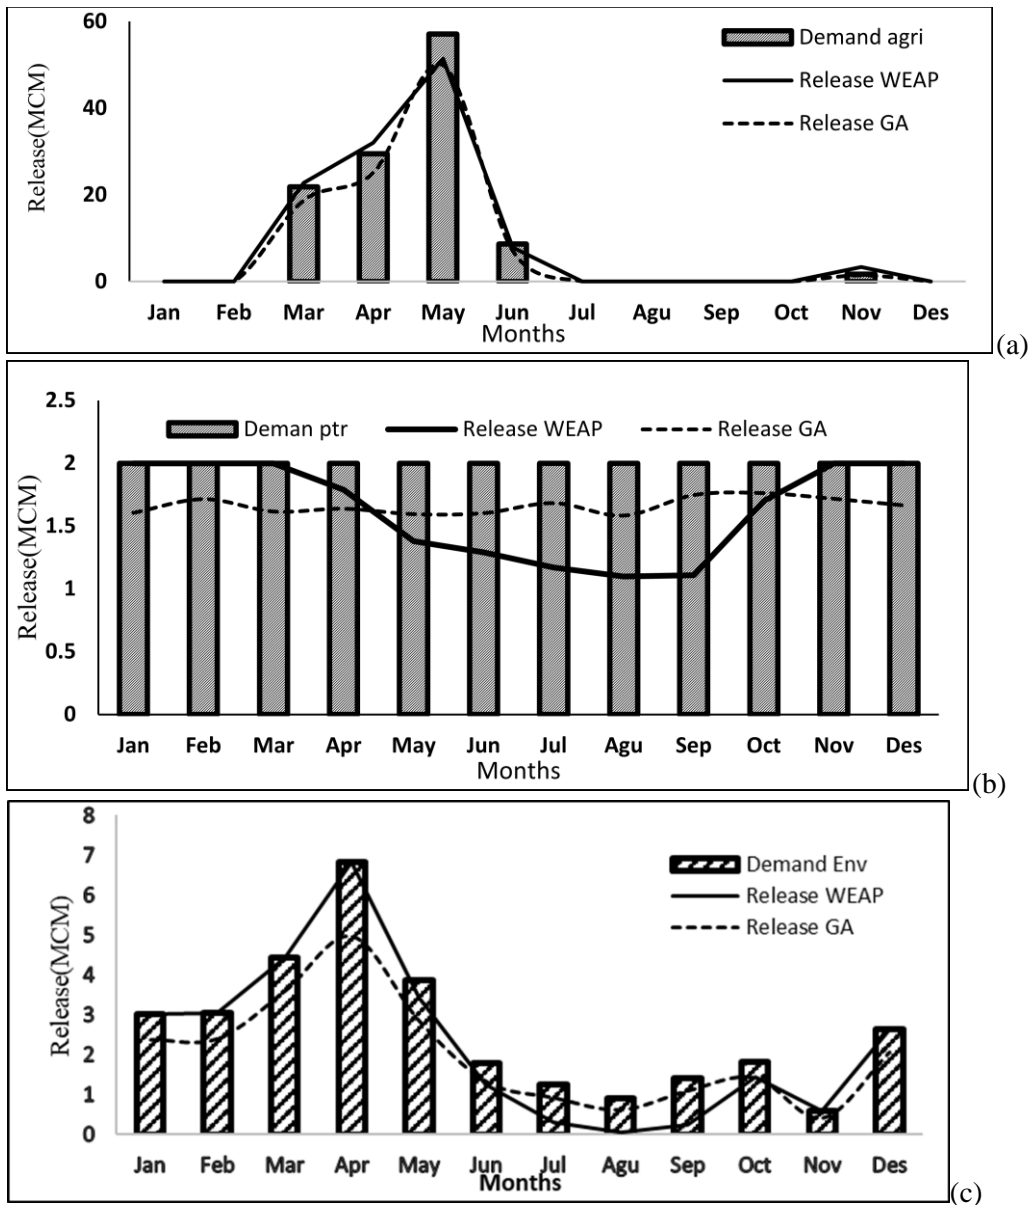 60
40
20
0
Release(MCM)
Demand agri
Release WEAP
Release GA
Jan Feb Mar Apr May Jun Jul Agu Sep Oct Nov Des
Months
(a)
2.5
2
1.5
1
0.5
0
Release(MCM)
Deman ptr Release WEAP Release GA
Jan Feb Mar Apr May Jun Jul Agu Sep Oct Nov Des
Months
(b)
8
7
6
5
4
3
2
1
0
Release(MCM)
Demand Env
Release WEAP
Release GA
Jan Feb Mar Apr May Jun Jul Agu Sep Oct Nov Des
Months
(c)